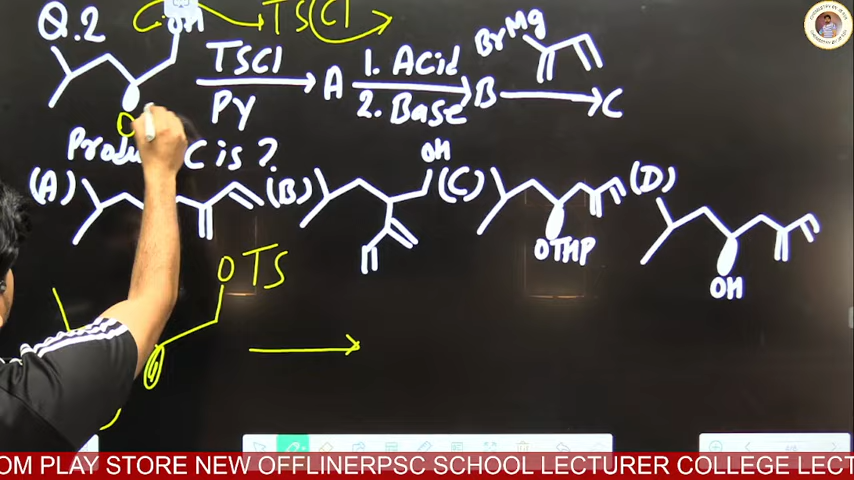 Q.2
OH
TSCl
TSCl
Py
A
1. Acid
2. Base
B
BrMg
C
C is ?
(A)
(B)
OH
(C)
OTHP
(D)
OH
OTS
OM PLAY STORE NEW OFFLINERPSC SCHOOL LECTURER COLLEGE LECT